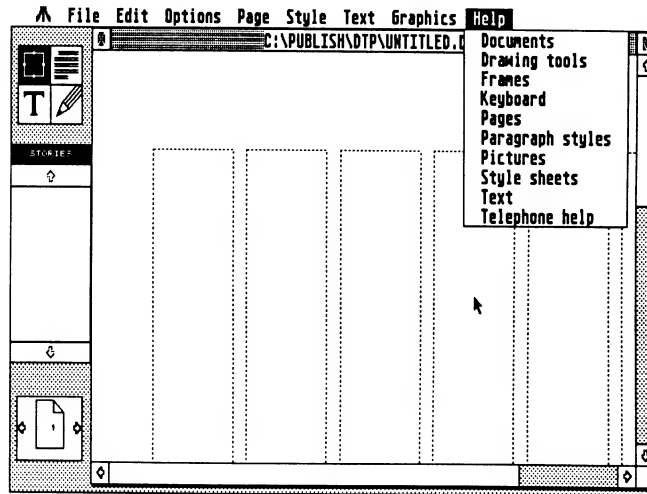 File Edit Options Page Style Text Graphics Help
C:\PUBLISH\DTP\UNTITLED.D
Documents
Drawing tools
Frames
Keyboard
Pages
Paragraph styles
Pictures
Style sheets
Text
Telephone help
T
STORIES
1